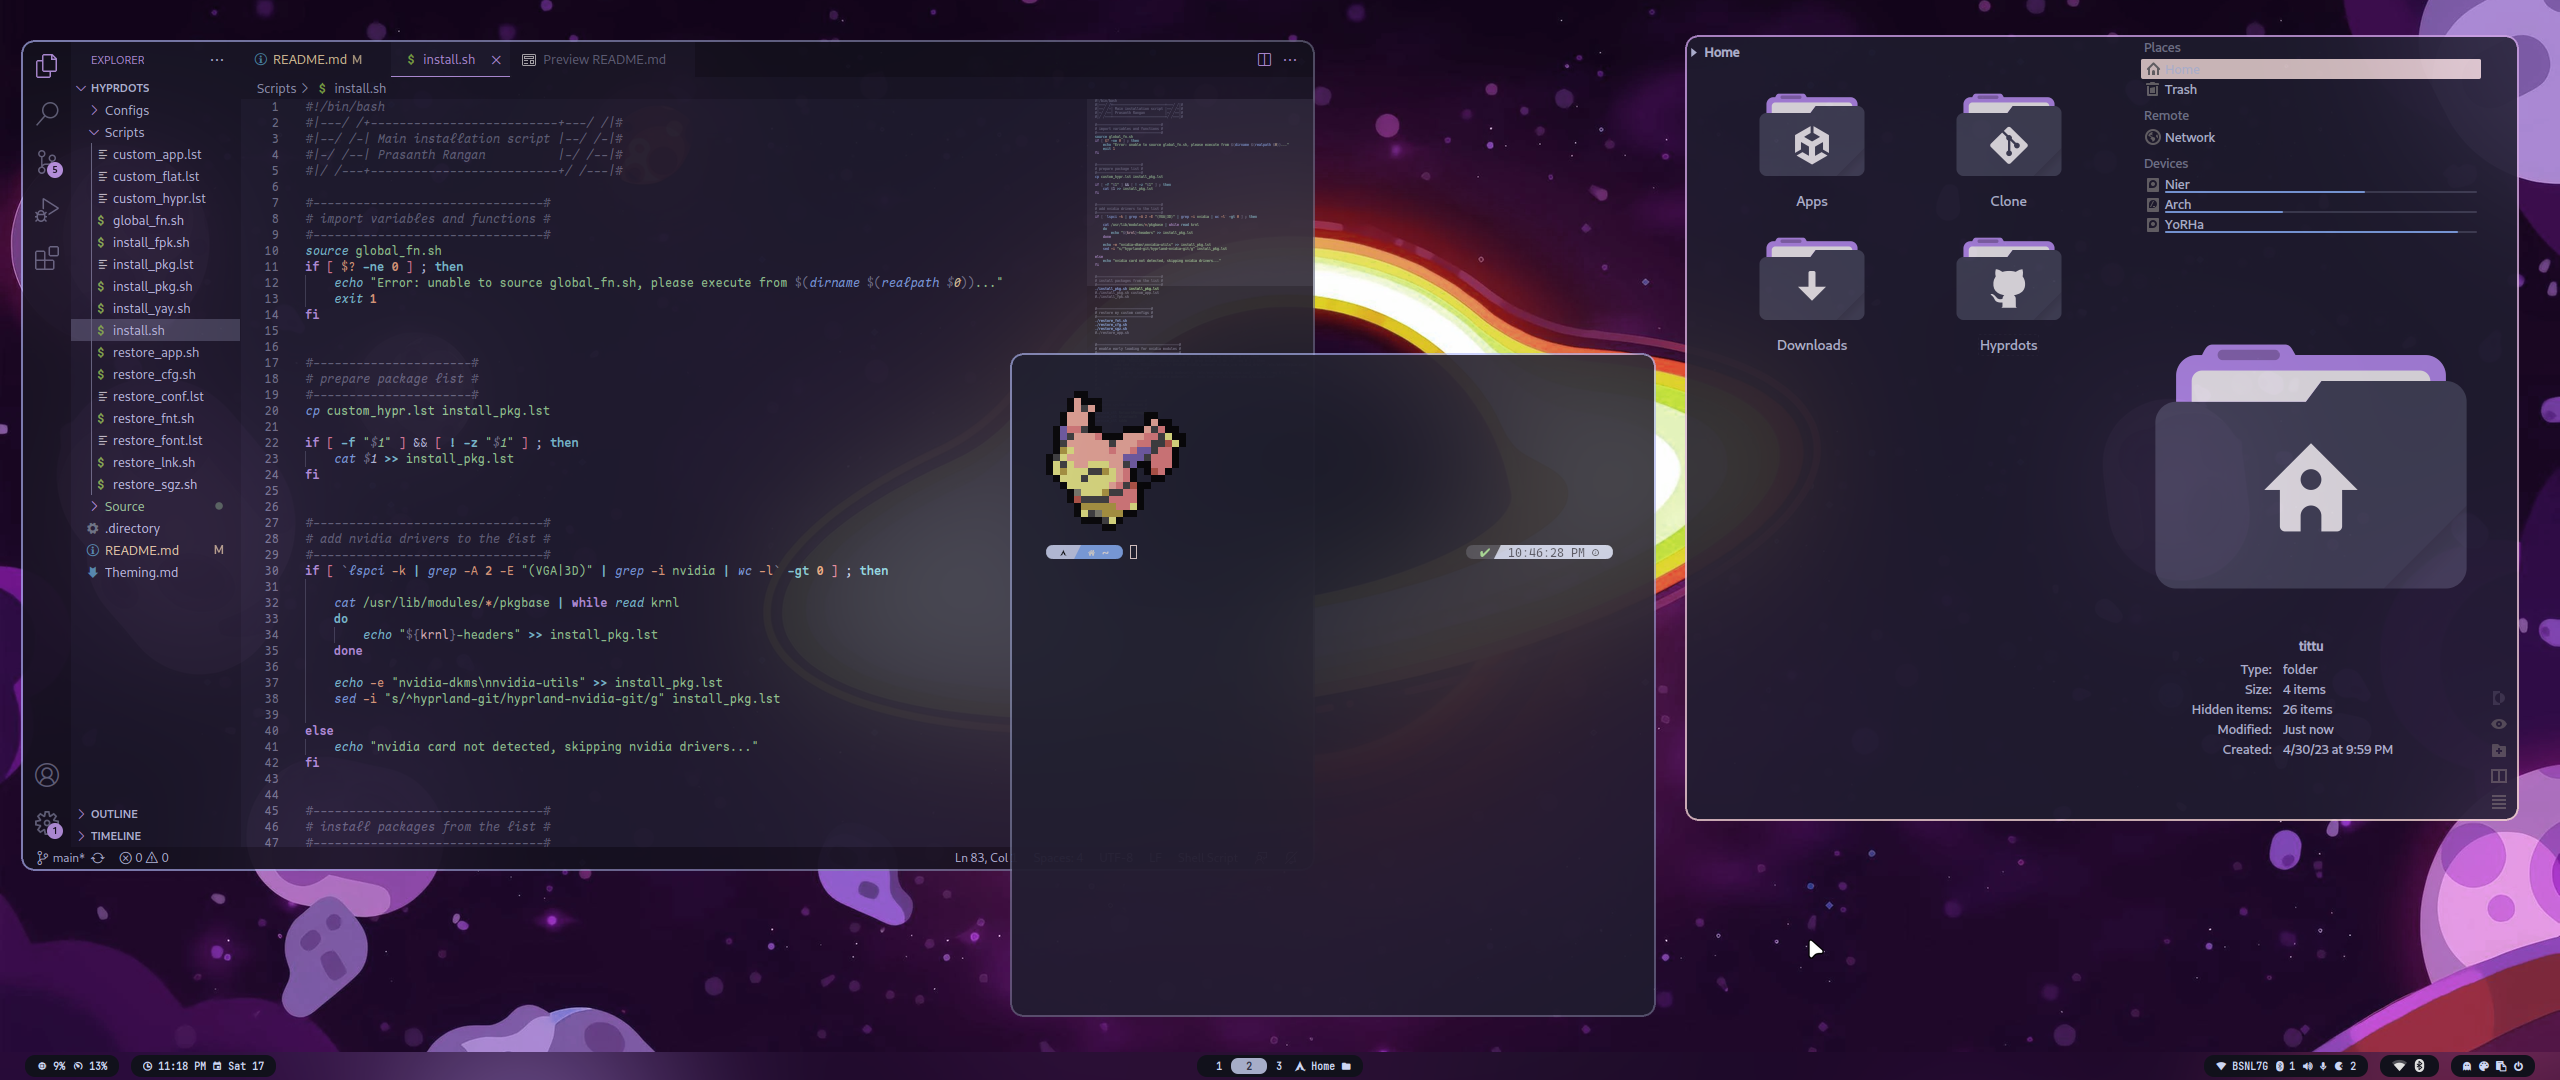 EXPLORER
HYPRDOTS
Configs
Scripts
custom_app.lst
custom_flat.lst
custom_hypr.lst
global_fn.sh
install_fpk.sh
install_pkg.lst
install_pkg.sh
install_yay.sh
install.sh
restore_app.sh
restore_cfg.sh
restore_conf.lst
restore_fnt.sh
restore_font.lst
restore_lnk.sh
restore_sgz.sh
Source
.directory
README.md M
Theming.md
OUTLINE
TIMELINE
5
1
README.md M
install.sh
Preview README.md
Scripts > install.sh
1 #!/bin/bash
2 #|---/ /+--------------------------+---/ /|#
3 #|--/ /-| Main installation script |--/ /-|#
4 #|-/ /--| Prasanth Rangan          |-/ /--|#
5 #|/ /---+--------------------------+/ /---|#
6
7 #--------------------------------#
8 # import variables and functions #
9 #--------------------------------#
10 source global_fn.sh
11 if [ $? -ne 0 ] ; then
12     echo "Error: unable to source global_fn.sh, please execute from $(dirname $(realpath $0))..."
13     exit 1
14 fi
15
16
17 #----------------------#
18 # prepare package list #
19 #----------------------#
20 cp custom_hypr.lst install_pkg.lst
21
22 if [ -f "$1" ] && [ ! -z "$1" ] ; then
23     cat $1 >> install_pkg.lst
24 fi
25
26
27 #--------------------------------#
28 # add nvidia drivers to the list #
29 #--------------------------------#
30 if [ `lspci -k | grep -A 2 -E "(VGA|3D)" | grep -i nvidia | wc -l` -gt 0 ] ; then
31
32     cat /usr/lib/modules/*/pkgbase | while read krnl
33     do
34         echo "${krnl}-headers" >> install_pkg.lst
35     done
36
37     echo -e "nvidia-dkms\nnvidia-utils" >> install_pkg.lst
38     sed -i "s/^hyprland-git/hyprland-nvidia-git/g" install_pkg.lst
39
40 else
41     echo "nvidia card not detected, skipping nvidia drivers..."
42 fi
43
44
45 #--------------------------------#
46 # install packages from the list #
47 #--------------------------------#
main* 0 0
Ln 83, Col
10:46:28 PM
Home
Apps
Clone
Downloads
Hyprdots
Places
Home
Trash
Remote
Network
Devices
Nier
Arch
YoRHa
tittu
Type: folder
Size: 4 items
Hidden items: 26 items
Modified: Just now
Created: 4/30/23 at 9:59 PM
9% 13%
11:18 PM Sat 17
1 2 3 Home
BSNL7G 1 2